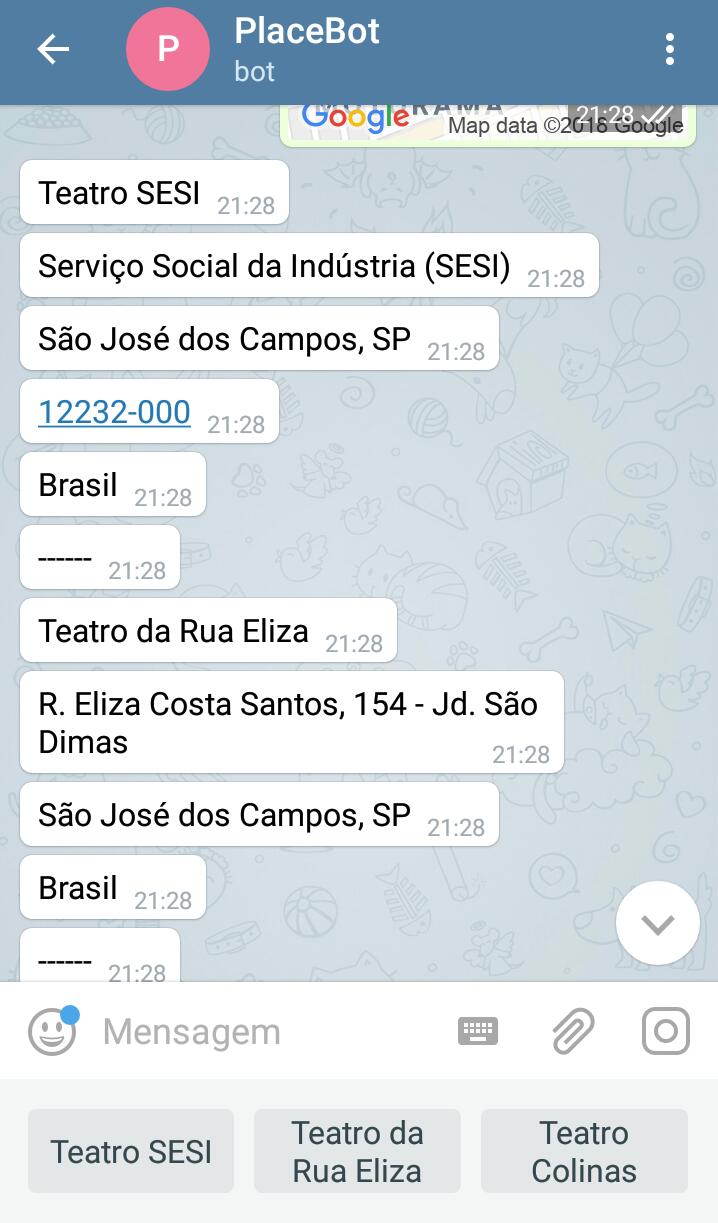 PlaceBot
bot
Google
21:28
Map data ©2018 Google
Teatro SESI 21:28
Serviço Social da Indústria (SESI) 21:28
São José dos Campos, SP 21:28
12232-000 21:28
Brasil 21:28
------ 21:28
Teatro da Rua Eliza 21:28
R. Eliza Costa Santos, 154 - Jd. São
Dimas 21:28
São José dos Campos, SP 21:28
Brasil 21:28
------ 21:28
Mensagem
Teatro SESI
Teatro da
Rua Eliza
Teatro
Colinas